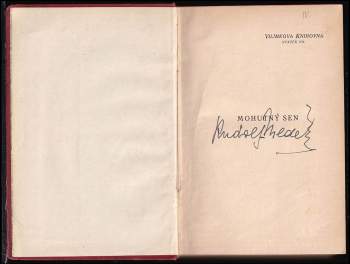 VILÍMKOVA KNIHOVNA
MOHUTNÝ SEN
Rudolf Medek